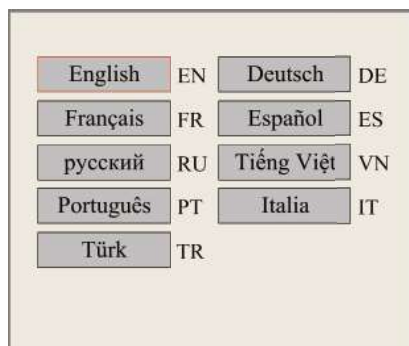 English EN Deutsch DE
Français FR Español ES
русский RU Tiếng Việt VN
Português PT Italia IT
Türk TR